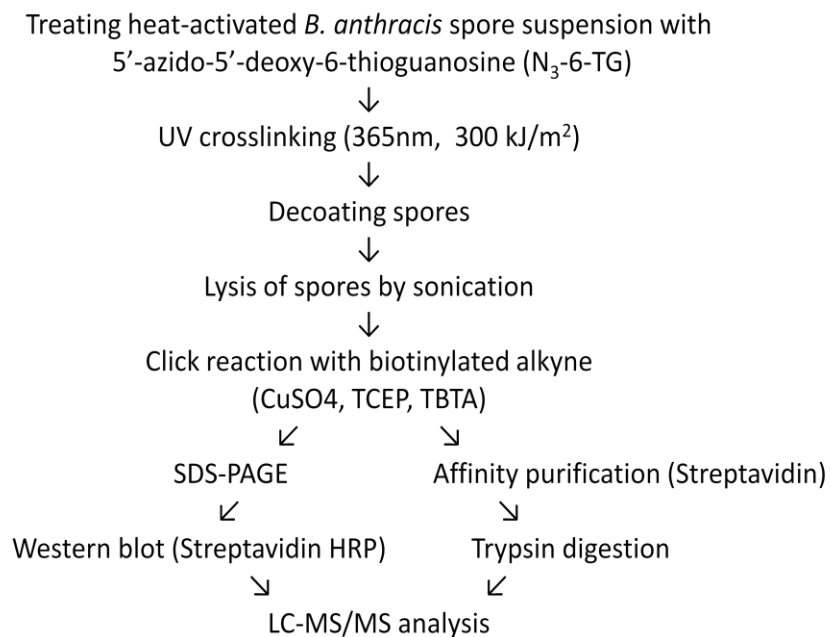 Treating heat-activated B. anthracis spore suspension with
5′-azido-5′-deoxy-6-thioguanosine (N₃-6-TG)
↓
UV crosslinking (365nm, 300 kJ/m²)
↓
Decoating spores
↓
Lysis of spores by sonication
↓
Click reaction with biotinylated alkyne
(CuSO4, TCEP, TBTA)
↙ ↘
SDS-PAGE Affinity purification (Streptavidin)
↙ ↘
Western blot (Streptavidin HRP) Trypsin digestion
↘ ↙
LC-MS/MS analysis